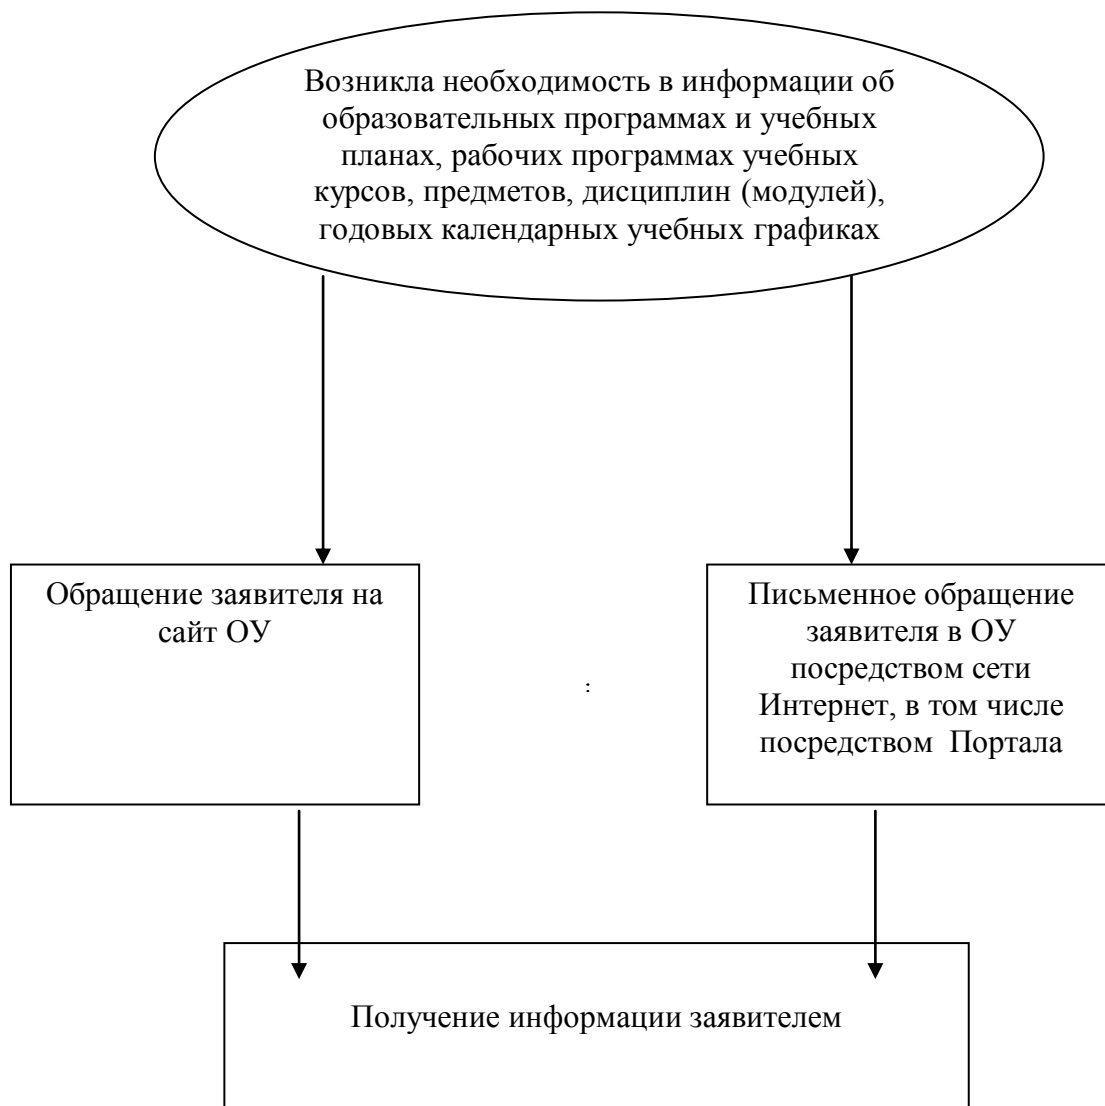 Возникла необходимость в информации об
образовательных программах и учебных
планах, рабочих программах учебных
курсов, предметов, дисциплин (модулей),
годовых календарных учебных графиках
Обращение заявителя на
сайт ОУ
Письменное обращение
заявителя в ОУ
посредством сети
Интернет, в том числе
посредством Портала
:
Получение информации заявителем